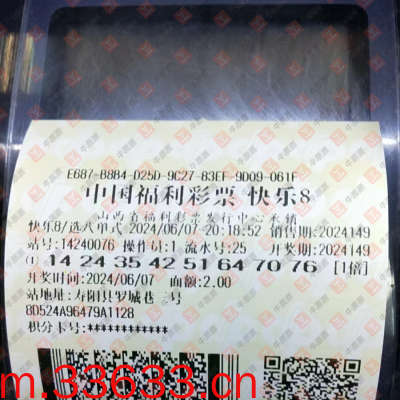 E687-B8B4-D25D-9C27-83EF-9D09-061F
中国福利彩票 快乐8
山西省福利彩票发行中心承销
快乐8/选八单式 2024/06/07-20:18:52 销售期:2024149
站号:14240076 操作员:1 流水号:25 开奖期:2024149
(1) 14 24 35 42 51 64 70 76 [1倍]
开奖时间:2024/06/07 面额:2.00
站地址:寿阳县罗城巷三号
8D524A96479A1128
积分卡号:************
m.33633.cn